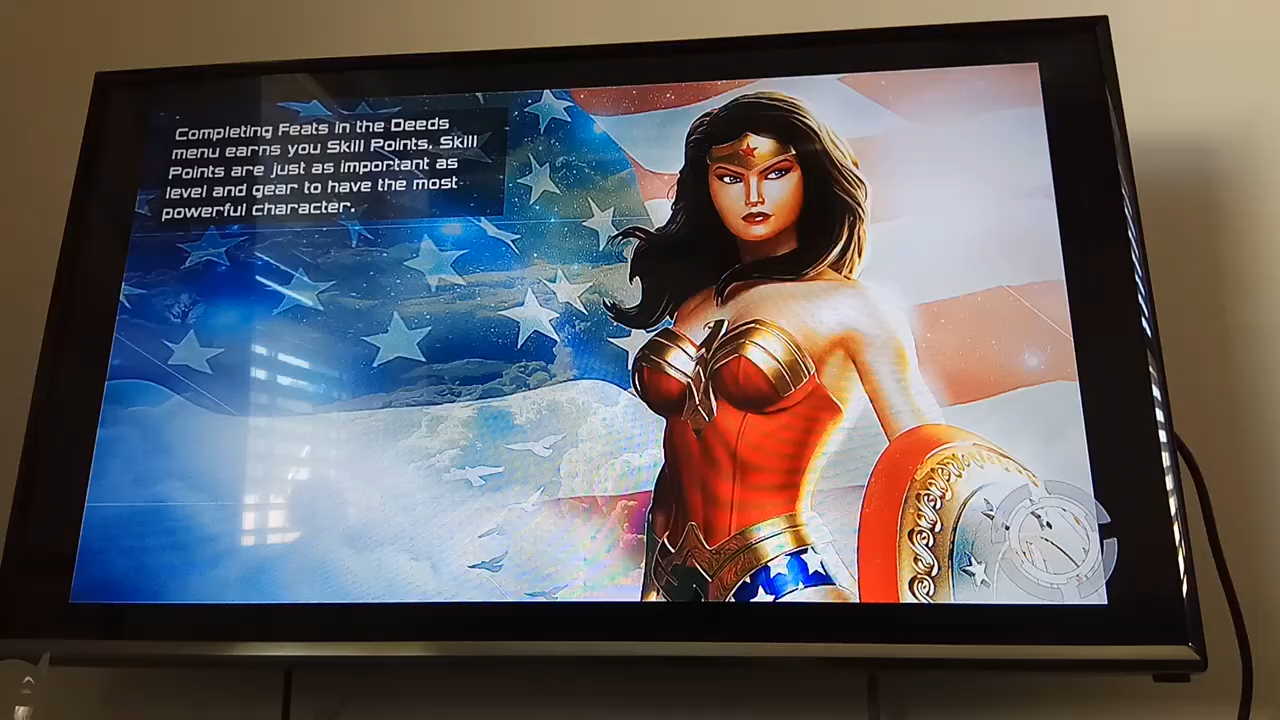 Completing Feats in the Deeds
menu earns you Skill Points. Skill
Points are just as important as
level and gear to have the most
powerful character.